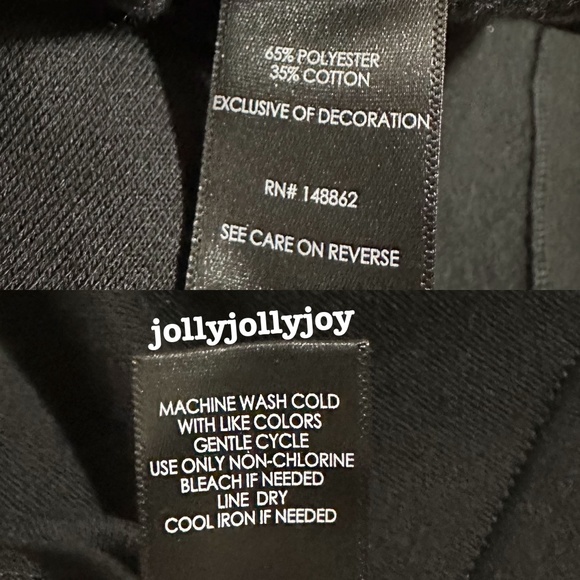 65% POLYESTER
35% COTTON
EXCLUSIVE OF DECORATION
RN# 148862
SEE CARE ON REVERSE
jollyjollyjoy
MACHINE WASH COLD
WITH LIKE COLORS
GENTLE CYCLE
USE ONLY NON-CHLORINE
BLEACH IF NEEDED
LINE DRY
COOL IRON IF NEEDED